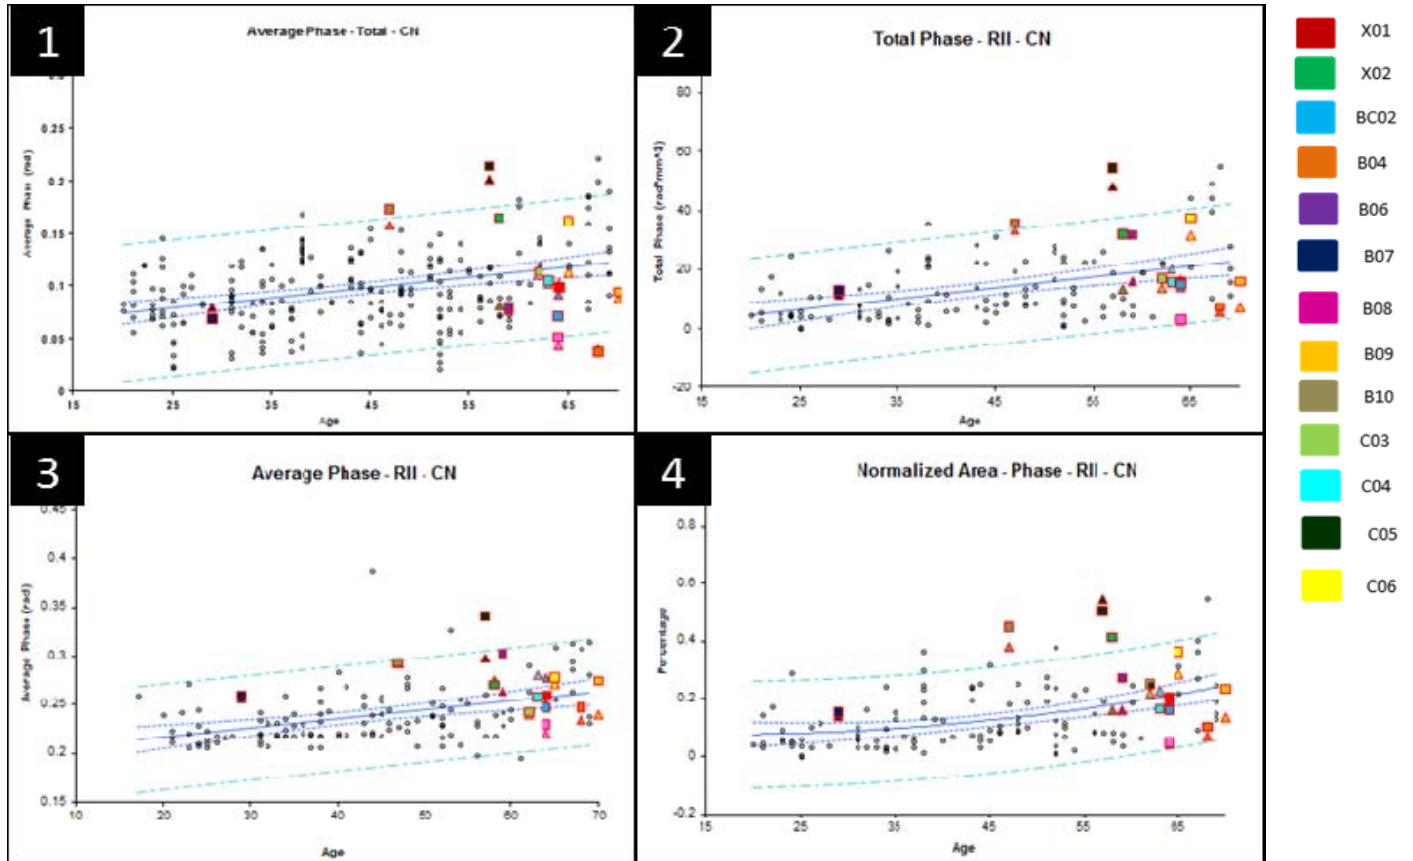 1
Average Phase - Total - CN
0.25
0.2
0.15
0.1
0.05
0
Average Phase (rad)
15 25 35 45 55 65
Age
2
Total Phase - RII - CN
80
60
40
20
0
-20
Total Phase (rad*mm^2)
15 25 35 45 55 65
Age
3
Average Phase - RII - CN
0.45
0.4
0.35
0.3
0.25
0.2
0.15
Average Phase (rad)
10 20 30 40 50 60 70
Age
4
Normalized Area - Phase - RII - CN
0.8
0.6
0.4
0.2
0
-0.2
Percentage
15 25 35 45 55 65
Age
X01
X02
BC02
B04
B06
B07
B08
B09
B10
C03
C04
C05
C06